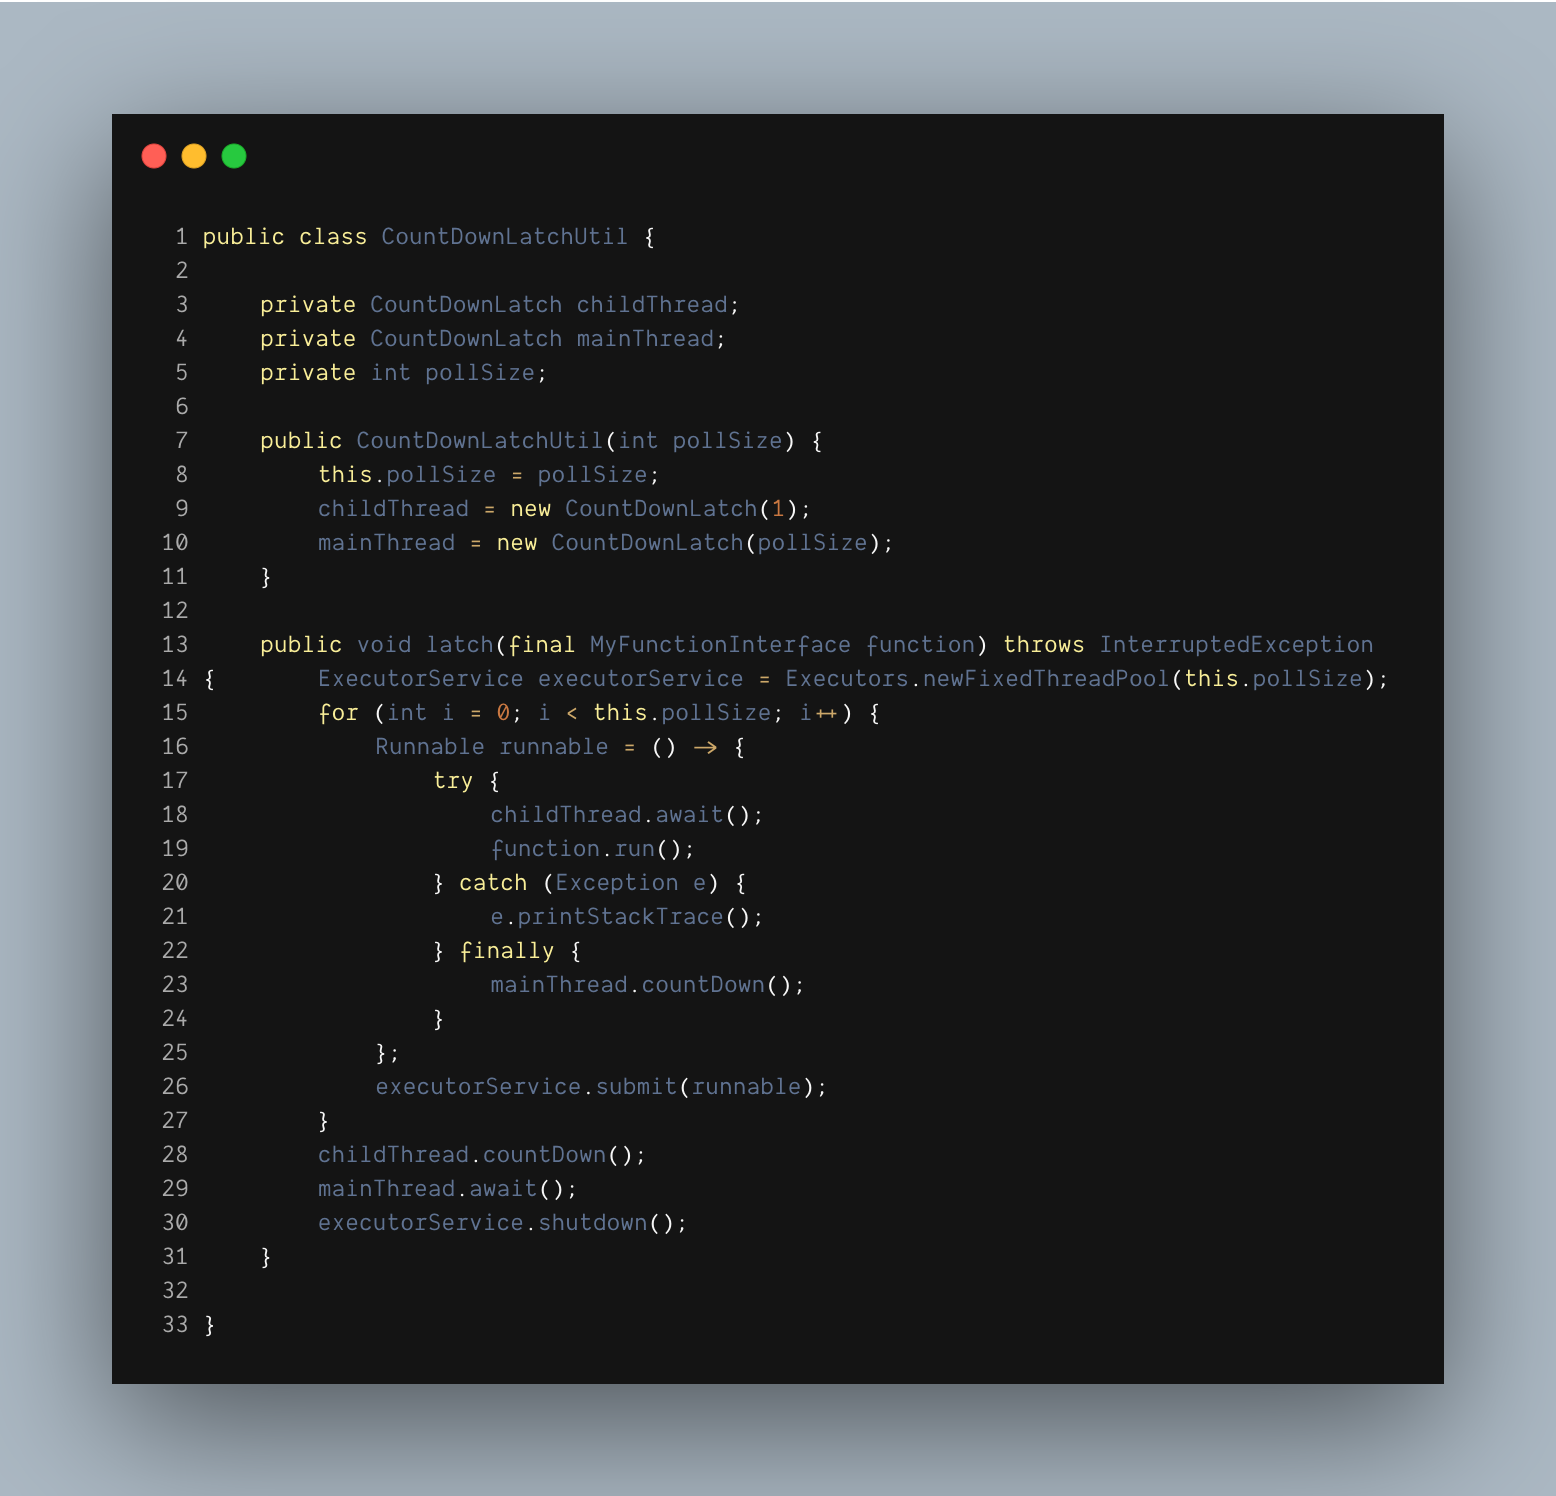 1 public class CountDownLatchUtil {
2
3     private CountDownLatch childThread;
4     private CountDownLatch mainThread;
5     private int pollSize;
6
7     public CountDownLatchUtil(int pollSize) {
8         this.pollSize = pollSize;
9         childThread = new CountDownLatch(1);
10         mainThread = new CountDownLatch(pollSize);
11     }
12
13     public void latch(final MyFunctionInterface function) throws InterruptedException
14 {       ExecutorService executorService = Executors.newFixedThreadPool(this.pollSize);
15         for (int i = 0; i < this.pollSize; i++) {
16             Runnable runnable = () -> {
17                 try {
18                     childThread.await();
19                     function.run();
20                 } catch (Exception e) {
21                     e.printStackTrace();
22                 } finally {
23                     mainThread.countDown();
24                 }
25             };
26             executorService.submit(runnable);
27         }
28         childThread.countDown();
29         mainThread.await();
30         executorService.shutdown();
31     }
32
33 }